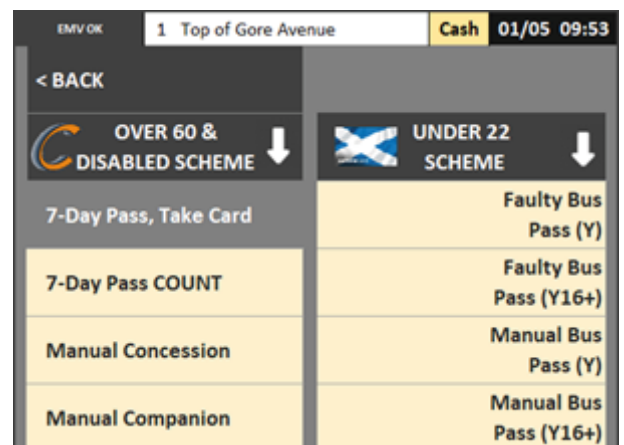 EMV OK
1 Top of Gore Avenue
Cash
01/05 09:53
< BACK
OVER 60 &
DISABLED SCHEME
UNDER 22
SCHEME
7-Day Pass, Take Card
Faulty Bus
Pass (Y)
7-Day Pass COUNT
Faulty Bus
Pass (Y16+)
Manual Concession
Manual Bus
Pass (Y)
Manual Companion
Manual Bus
Pass (Y16+)